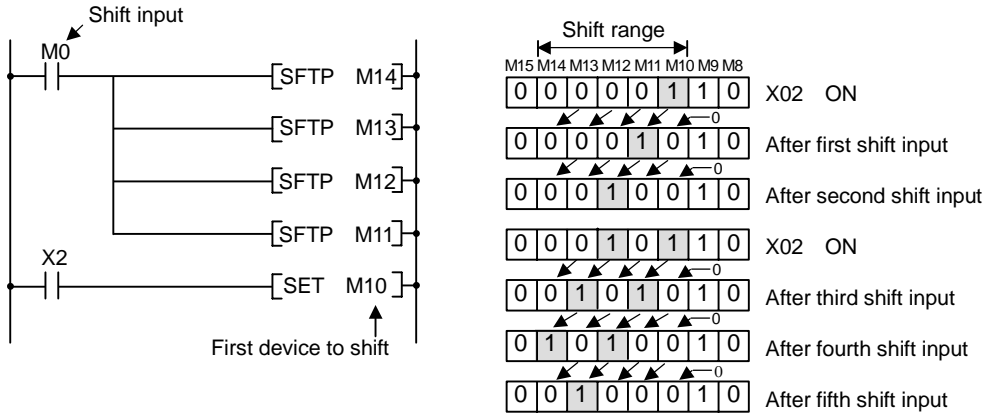 Shift input
M0
SFTP M14
SFTP M13
SFTP M12
SFTP M11
X2
SET M10
First device to shift
Shift range
M15 M14 M13 M12 M11 M10 M9 M8
0 0 0 0 0 1 1 0 X02 ON
0
0 0 0 0 1 0 1 0 After first shift input
0
0 0 0 1 0 0 1 0 After second shift input
0 0 0 1 0 1 1 0 X02 ON
0
0 0 1 0 1 0 1 0 After third shift input
0
0 1 0 1 0 0 1 0 After fourth shift input
0
0 0 1 0 0 0 1 0 After fifth shift input